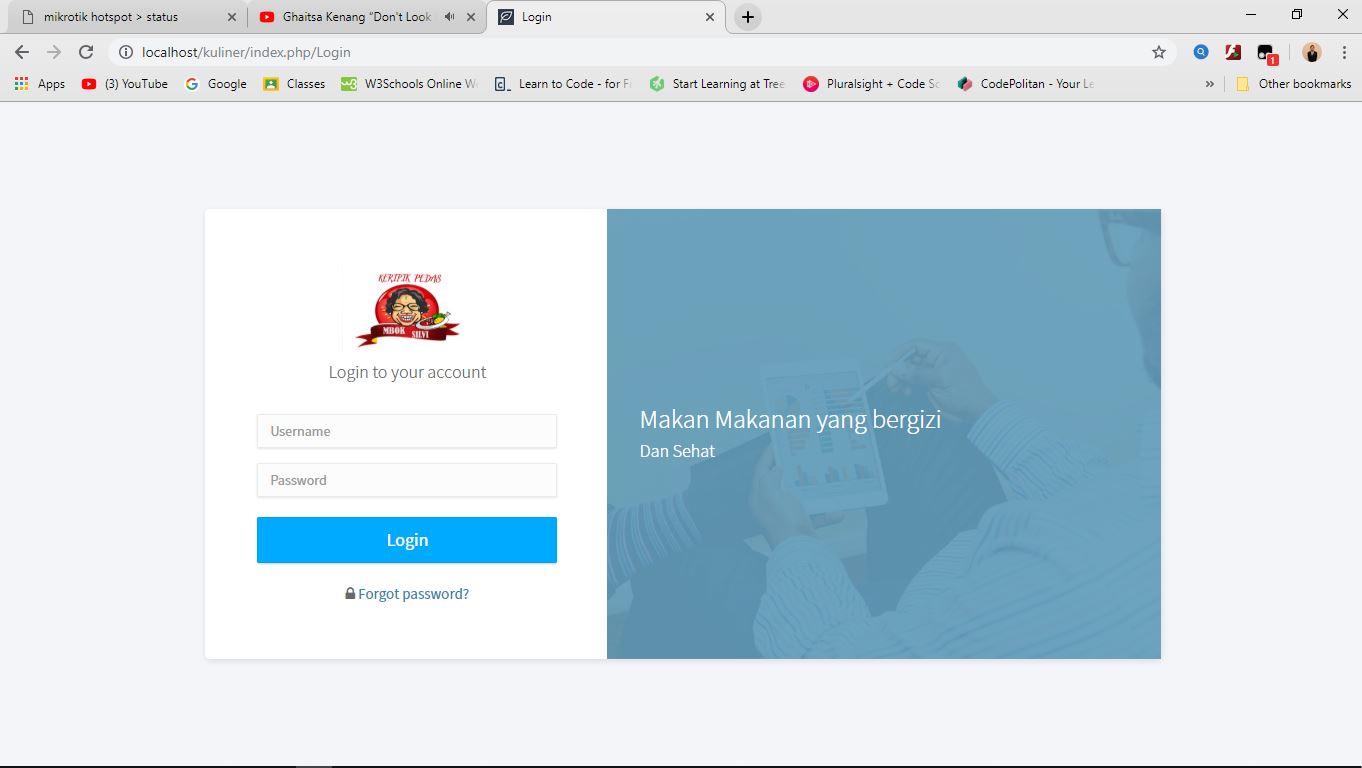 mikrotik hotspot > status
Ghaitsa Kenang "Don't Look
Login
localhost/kuliner/index.php/Login
1
Apps
(3) YouTube
Google
Classes
W3Schools Online W
Learn to Code - for F
Start Learning at Tree
Pluralsight + Code Sc
CodePolitan - Your Le
»
Other bookmarks
KERIPIK PEDAS
MBOK SILVI
Login to your account
Username
Password
Login
Forgot password?
Makan Makanan yang bergizi
Dan Sehat